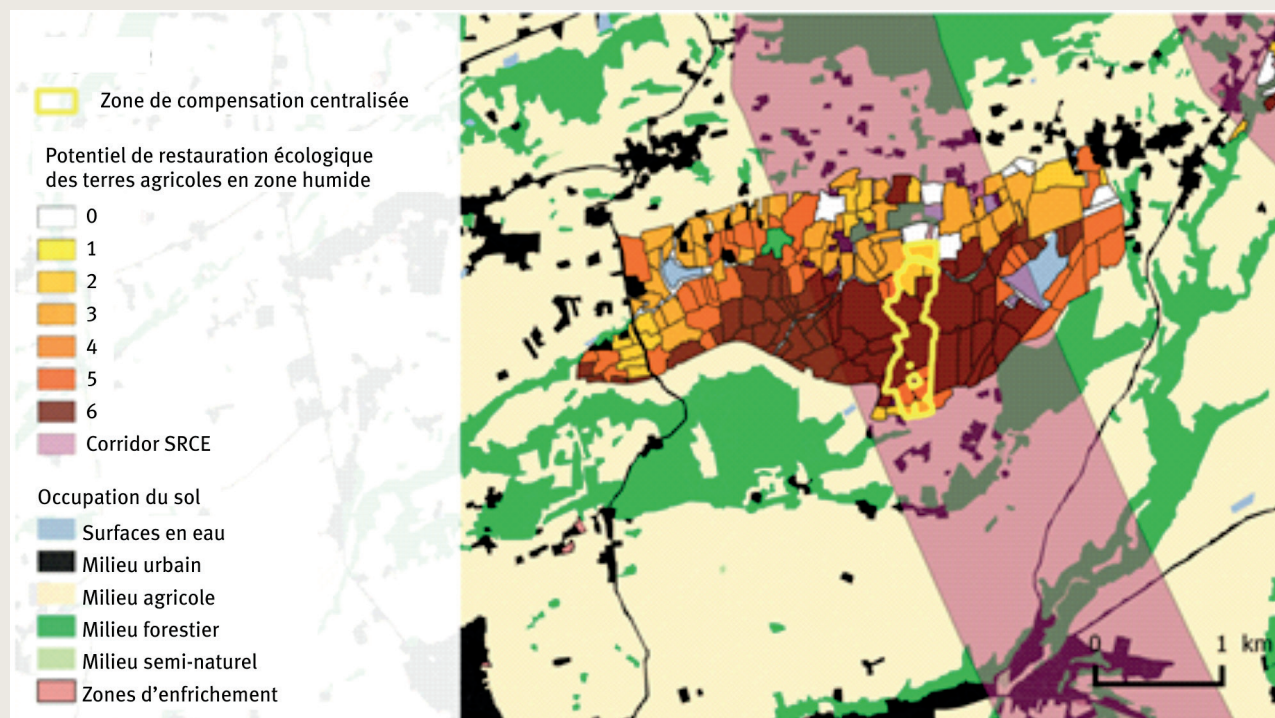 Zone de compensation centralisée
Potentiel de restauration écologique
des terres agricoles en zone humide
0
1
2
3
4
5
6
Corridor SRCE
Occupation du sol
Surfaces en eau
Milieu urbain
Milieu agricole
Milieu forestier
Milieu semi-naturel
Zones d'enfrichement
0 1 km